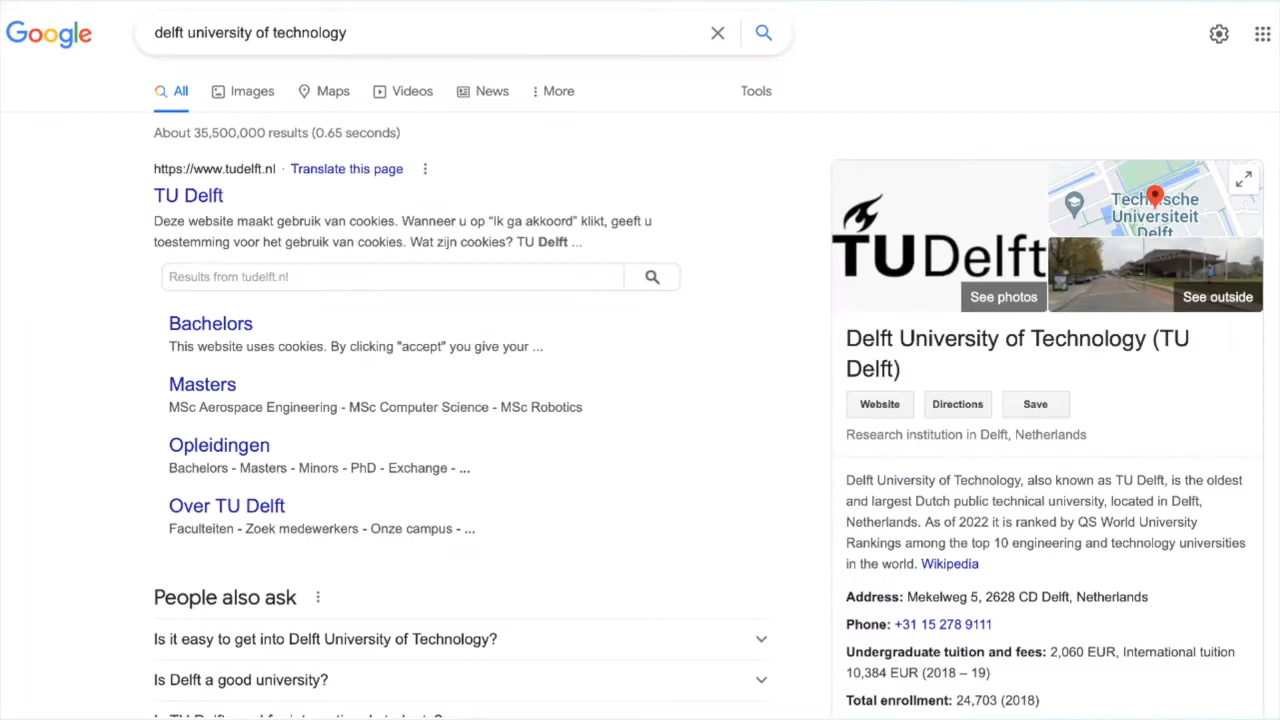 Google
delft university of technology
All Images Maps Videos News More Tools
About 35,500,000 results (0.65 seconds)
https://www.tudelft.nl · Translate this page
TU Delft
Deze website maakt gebruik van cookies. Wanneer u op “Ik ga akkoord” klikt, geeft u
toestemming voor het gebruik van cookies. Wat zijn cookies? TU Delft ...
Results from tudelft.nl
Bachelors
This website uses cookies. By clicking "accept" you give your ...
Masters
MSc Aerospace Engineering - MSc Computer Science - MSc Robotics
Opleidingen
Bachelors - Masters - Minors - PhD - Exchange - ...
Over TU Delft
Faculteiten - Zoek medewerkers - Onze campus - ...
People also ask
Is it easy to get into Delft University of Technology?
Is Delft a good university?
TU Delft
See photos
Technische
Universiteit
Delft
See outside
Delft University of Technology (TU
Delft)
Website Directions Save
Research institution in Delft, Netherlands
Delft University of Technology, also known as TU Delft, is the oldest
and largest Dutch public technical university, located in Delft,
Netherlands. As of 2022 it is ranked by QS World University
Rankings among the top 10 engineering and technology universities
in the world. Wikipedia
Address: Mekelweg 5, 2628 CD Delft, Netherlands
Phone: +31 15 278 9111
Undergraduate tuition and fees: 2,060 EUR, International tuition
10,384 EUR (2018 – 19)
Total enrollment: 24,703 (2018)